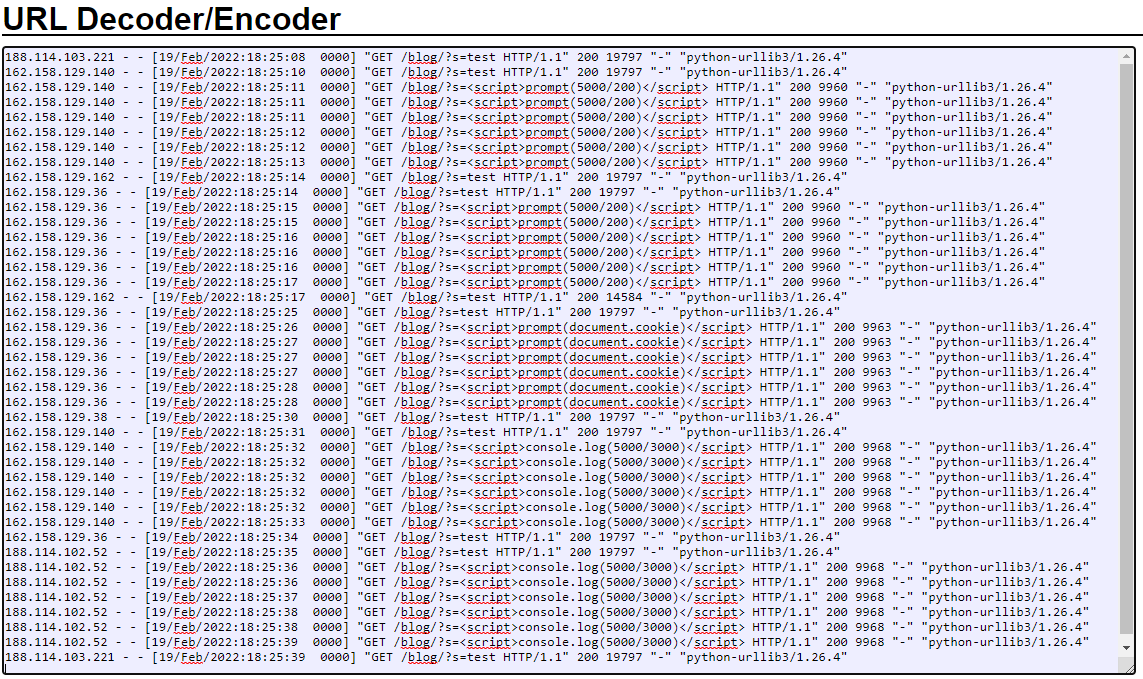 URL Decoder/Encoder
188.114.103.221 - - [19/Feb/2022:18:25:08  0000] "GET /blog/?s=test HTTP/1.1" 200 19797 "-" "python-urllib3/1.26.4"
162.158.129.140 - - [19/Feb/2022:18:25:10  0000] "GET /blog/?s=test HTTP/1.1" 200 19797 "-" "python-urllib3/1.26.4"
162.158.129.140 - - [19/Feb/2022:18:25:11  0000] "GET /blog/?s=<script>prompt(5000/200)</script> HTTP/1.1" 200 9960 "-" "python-urllib3/1.26.4"
162.158.129.140 - - [19/Feb/2022:18:25:11  0000] "GET /blog/?s=<script>prompt(5000/200)</script> HTTP/1.1" 200 9960 "-" "python-urllib3/1.26.4"
162.158.129.140 - - [19/Feb/2022:18:25:11  0000] "GET /blog/?s=<script>prompt(5000/200)</script> HTTP/1.1" 200 9960 "-" "python-urllib3/1.26.4"
162.158.129.140 - - [19/Feb/2022:18:25:12  0000] "GET /blog/?s=<script>prompt(5000/200)</script> HTTP/1.1" 200 9960 "-" "python-urllib3/1.26.4"
162.158.129.140 - - [19/Feb/2022:18:25:12  0000] "GET /blog/?s=<script>prompt(5000/200)</script> HTTP/1.1" 200 9960 "-" "python-urllib3/1.26.4"
162.158.129.140 - - [19/Feb/2022:18:25:13  0000] "GET /blog/?s=<script>prompt(5000/200)</script> HTTP/1.1" 200 9960 "-" "python-urllib3/1.26.4"
162.158.129.162 - - [19/Feb/2022:18:25:14  0000] "GET /blog/?s=test HTTP/1.1" 200 19797 "-" "python-urllib3/1.26.4"
162.158.129.36 - - [19/Feb/2022:18:25:14  0000] "GET /blog/?s=test HTTP/1.1" 200 19797 "-" "python-urllib3/1.26.4"
162.158.129.36 - - [19/Feb/2022:18:25:15  0000] "GET /blog/?s=<script>prompt(5000/200)</script> HTTP/1.1" 200 9960 "-" "python-urllib3/1.26.4"
162.158.129.36 - - [19/Feb/2022:18:25:15  0000] "GET /blog/?s=<script>prompt(5000/200)</script> HTTP/1.1" 200 9960 "-" "python-urllib3/1.26.4"
162.158.129.36 - - [19/Feb/2022:18:25:16  0000] "GET /blog/?s=<script>prompt(5000/200)</script> HTTP/1.1" 200 9960 "-" "python-urllib3/1.26.4"
162.158.129.36 - - [19/Feb/2022:18:25:16  0000] "GET /blog/?s=<script>prompt(5000/200)</script> HTTP/1.1" 200 9960 "-" "python-urllib3/1.26.4"
162.158.129.36 - - [19/Feb/2022:18:25:16  0000] "GET /blog/?s=<script>prompt(5000/200)</script> HTTP/1.1" 200 9960 "-" "python-urllib3/1.26.4"
162.158.129.36 - - [19/Feb/2022:18:25:17  0000] "GET /blog/?s=<script>prompt(5000/200)</script> HTTP/1.1" 200 9960 "-" "python-urllib3/1.26.4"
162.158.129.162 - - [19/Feb/2022:18:25:17  0000] "GET /blog/?s=test HTTP/1.1" 200 14584 "-" "python-urllib3/1.26.4"
162.158.129.36 - - [19/Feb/2022:18:25:25  0000] "GET /blog/?s=test HTTP/1.1" 200 19797 "-" "python-urllib3/1.26.4"
162.158.129.36 - - [19/Feb/2022:18:25:26  0000] "GET /blog/?s=<script>prompt(document.cookie)</script> HTTP/1.1" 200 9963 "-" "python-urllib3/1.26.4"
162.158.129.36 - - [19/Feb/2022:18:25:27  0000] "GET /blog/?s=<script>prompt(document.cookie)</script> HTTP/1.1" 200 9963 "-" "python-urllib3/1.26.4"
162.158.129.36 - - [19/Feb/2022:18:25:27  0000] "GET /blog/?s=<script>prompt(document.cookie)</script> HTTP/1.1" 200 9963 "-" "python-urllib3/1.26.4"
162.158.129.36 - - [19/Feb/2022:18:25:27  0000] "GET /blog/?s=<script>prompt(document.cookie)</script> HTTP/1.1" 200 9963 "-" "python-urllib3/1.26.4"
162.158.129.36 - - [19/Feb/2022:18:25:28  0000] "GET /blog/?s=<script>prompt(document.cookie)</script> HTTP/1.1" 200 9963 "-" "python-urllib3/1.26.4"
162.158.129.36 - - [19/Feb/2022:18:25:28  0000] "GET /blog/?s=<script>prompt(document.cookie)</script> HTTP/1.1" 200 9963 "-" "python-urllib3/1.26.4"
162.158.129.38 - - [19/Feb/2022:18:25:30  0000] "GET /blog/?s=test HTTP/1.1" 200 19797 "-" "python-urllib3/1.26.4"
162.158.129.140 - - [19/Feb/2022:18:25:31  0000] "GET /blog/?s=test HTTP/1.1" 200 19797 "-" "python-urllib3/1.26.4"
162.158.129.140 - - [19/Feb/2022:18:25:32  0000] "GET /blog/?s=<script>console.log(5000/3000)</script> HTTP/1.1" 200 9968 "-" "python-urllib3/1.26.4"
162.158.129.140 - - [19/Feb/2022:18:25:32  0000] "GET /blog/?s=<script>console.log(5000/3000)</script> HTTP/1.1" 200 9968 "-" "python-urllib3/1.26.4"
162.158.129.140 - - [19/Feb/2022:18:25:32  0000] "GET /blog/?s=<script>console.log(5000/3000)</script> HTTP/1.1" 200 9968 "-" "python-urllib3/1.26.4"
162.158.129.140 - - [19/Feb/2022:18:25:32  0000] "GET /blog/?s=<script>console.log(5000/3000)</script> HTTP/1.1" 200 9968 "-" "python-urllib3/1.26.4"
162.158.129.140 - - [19/Feb/2022:18:25:32  0000] "GET /blog/?s=<script>console.log(5000/3000)</script> HTTP/1.1" 200 9968 "-" "python-urllib3/1.26.4"
162.158.129.140 - - [19/Feb/2022:18:25:33  0000] "GET /blog/?s=<script>console.log(5000/3000)</script> HTTP/1.1" 200 9968 "-" "python-urllib3/1.26.4"
162.158.129.36 - - [19/Feb/2022:18:25:34  0000] "GET /blog/?s=test HTTP/1.1" 200 19797 "-" "python-urllib3/1.26.4"
188.114.102.52 - - [19/Feb/2022:18:25:35  0000] "GET /blog/?s=test HTTP/1.1" 200 19797 "-" "python-urllib3/1.26.4"
188.114.102.52 - - [19/Feb/2022:18:25:36  0000] "GET /blog/?s=<script>console.log(5000/3000)</script> HTTP/1.1" 200 9968 "-" "python-urllib3/1.26.4"
188.114.102.52 - - [19/Feb/2022:18:25:36  0000] "GET /blog/?s=<script>console.log(5000/3000)</script> HTTP/1.1" 200 9968 "-" "python-urllib3/1.26.4"
188.114.102.52 - - [19/Feb/2022:18:25:37  0000] "GET /blog/?s=<script>console.log(5000/3000)</script> HTTP/1.1" 200 9968 "-" "python-urllib3/1.26.4"
188.114.102.52 - - [19/Feb/2022:18:25:38  0000] "GET /blog/?s=<script>console.log(5000/3000)</script> HTTP/1.1" 200 9968 "-" "python-urllib3/1.26.4"
188.114.102.52 - - [19/Feb/2022:18:25:38  0000] "GET /blog/?s=<script>console.log(5000/3000)</script> HTTP/1.1" 200 9968 "-" "python-urllib3/1.26.4"
188.114.102.52 - - [19/Feb/2022:18:25:39  0000] "GET /blog/?s=<script>console.log(5000/3000)</script> HTTP/1.1" 200 9968 "-" "python-urllib3/1.26.4"
188.114.103.221 - - [19/Feb/2022:18:25:39  0000] "GET /blog/?s=test HTTP/1.1" 200 19797 "-" "python-urllib3/1.26.4"